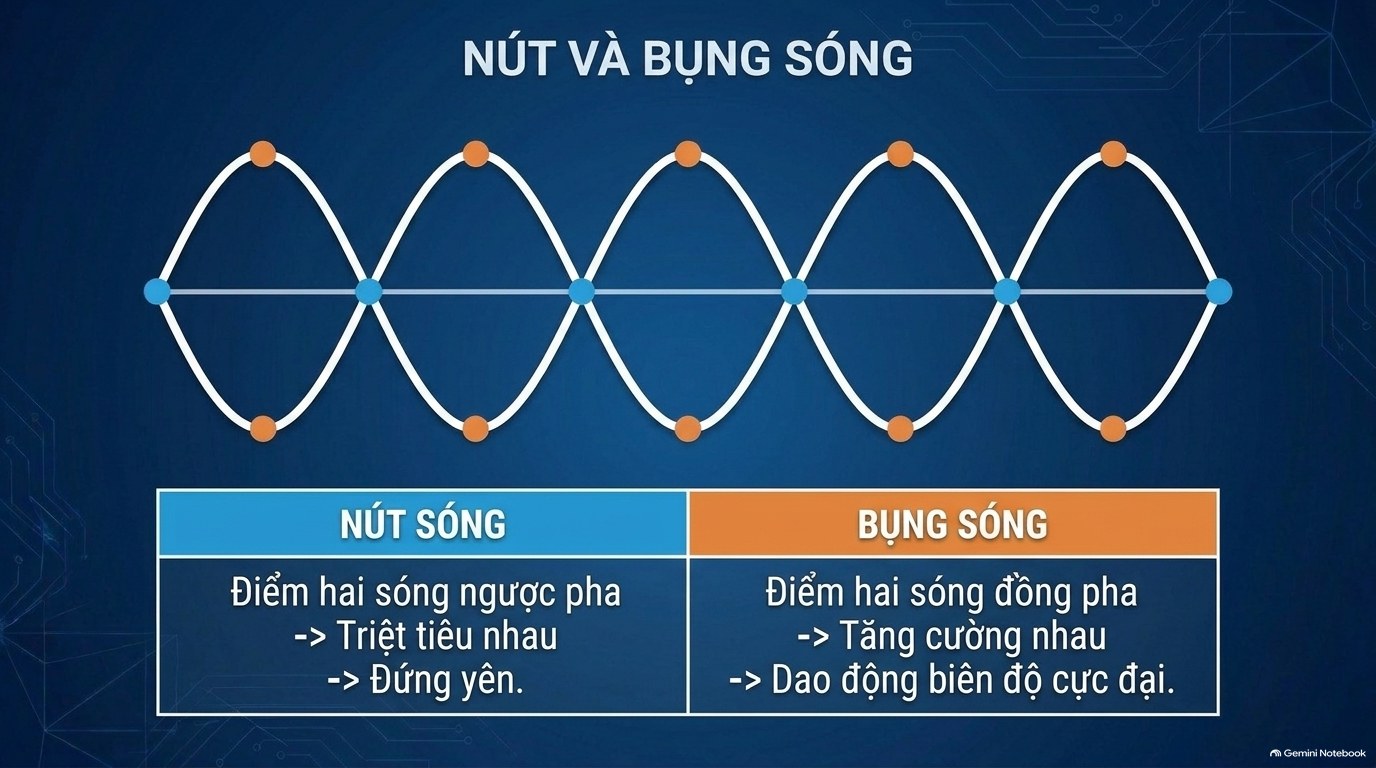 NÚT VÀ BỤNG SÓNG
NÚT SÓNG
Điểm hai sóng ngược pha
-> Triệt tiêu nhau
-> Đứng yên.
BỤNG SÓNG
Điểm hai sóng đồng pha
-> Tăng cường nhau
-> Dao động biên độ cực đại.
Gemini Notebook